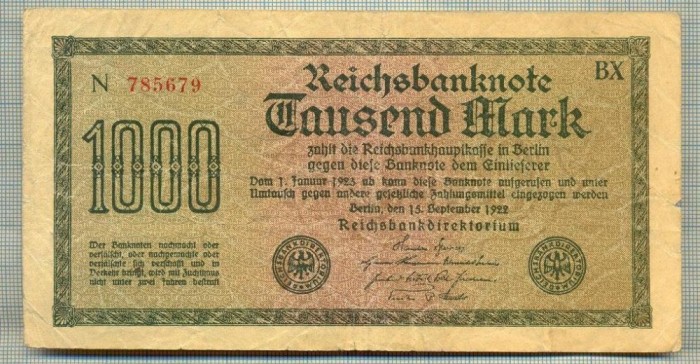 N 785679
BX
Reichsbanknote
Tausend Mark
1000
zahlt die Reichsbankhauptkasse in Berlin
gegen diese Banknote dem Einlieferer
Vom 1. Januar 1923 ab kann diese Banknote aufgerufen und unter
Umtausch gegen andere gesetzliche Zahlungsmittel eingezogen werden
Berlin, den 15. September 1922
Reichsbankdirektorium
Wer Banknoten nachmacht oder
verfälscht, oder nachgemachte oder
verfälschte sich verschafft und in
Verkehr bringt, wird mit Zuchthaus
nicht unter zwei Jahren bestraft
REICHSBANKDIREKTORIUM
REICHSBANKDIREKTORIUM